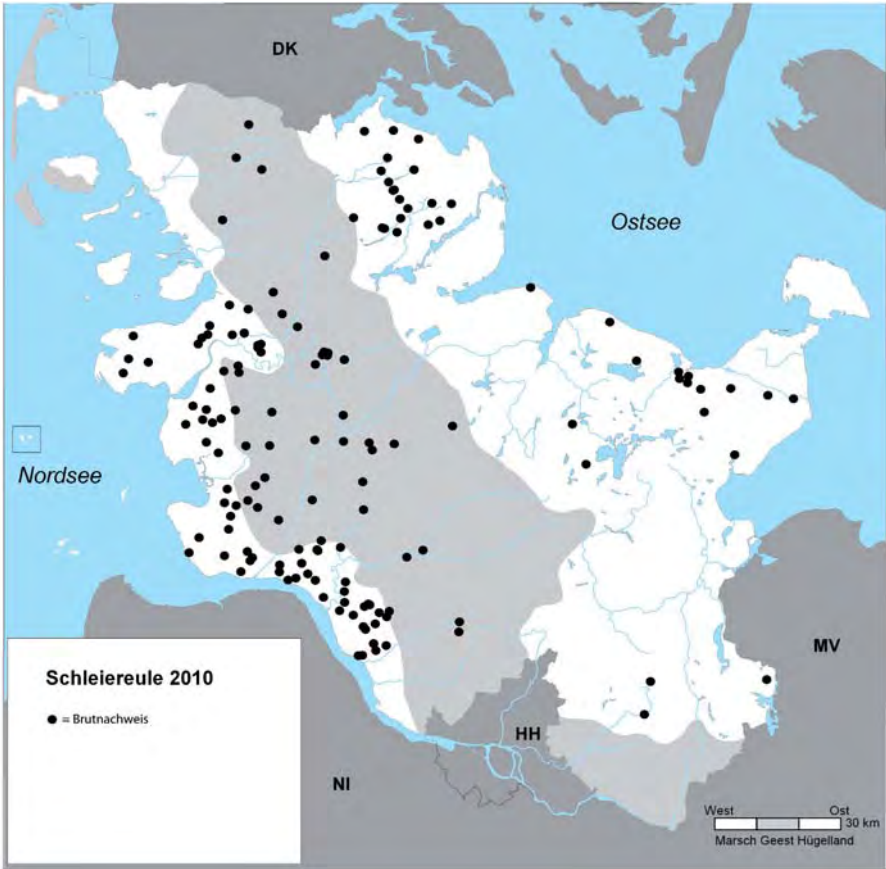 DK
Ostsee
Nordsee
Schleiereule 2010
● = Brutnachweis
MV
HH
NI
West Ost
30 km
Marsch Geest Hügelland